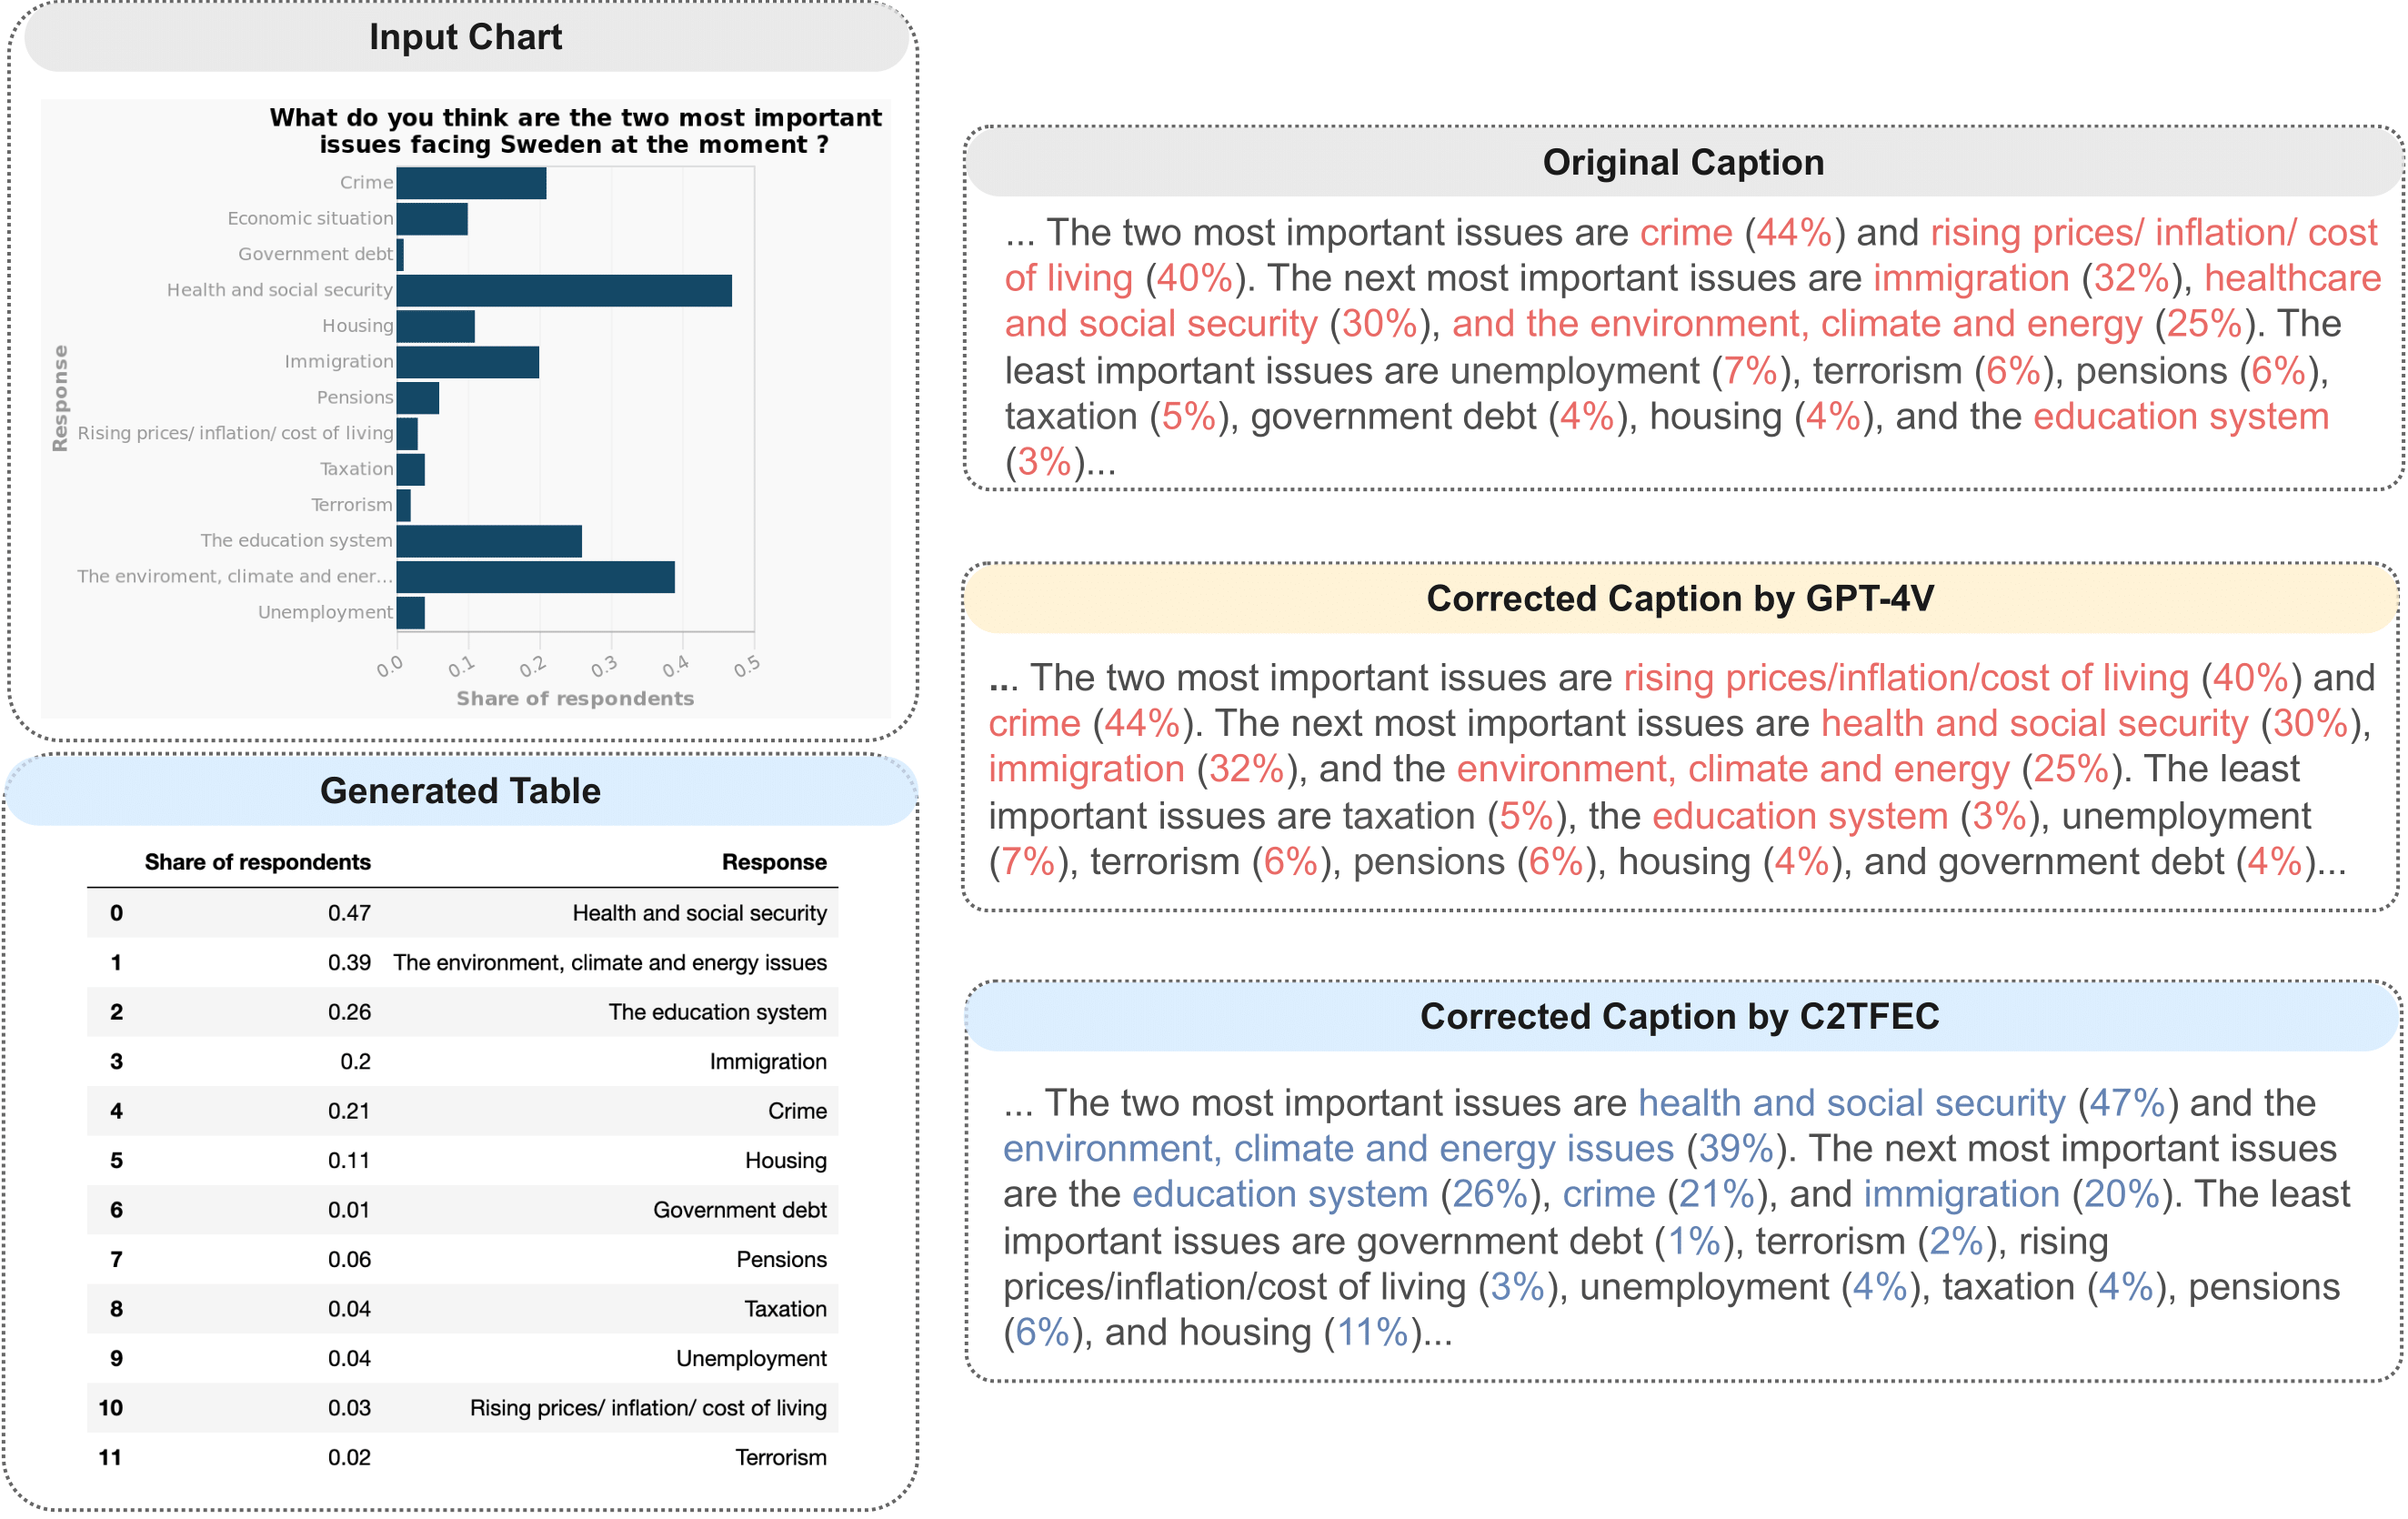 Input Chart
What do you think are the two most important
issues facing Sweden at the moment ?
Crime
Economic situation
Government debt
Health and social security
Housing
Immigration
Pensions
Rising prices/ inflation/ cost of living
Taxation
Terrorism
The education system
The enviroment, climate and ener...
Unemployment
Response
0.0 0.1 0.2 0.3 0.4 0.5
Share of respondents
Generated Table
Share of respondents Response
0 0.47 Health and social security
1 0.39 The environment, climate and energy issues
2 0.26 The education system
3 0.2 Immigration
4 0.21 Crime
5 0.11 Housing
6 0.01 Government debt
7 0.06 Pensions
8 0.04 Taxation
9 0.04 Unemployment
10 0.03 Rising prices/ inflation/ cost of living
11 0.02 Terrorism
Original Caption
... The two most important issues are crime (44%) and rising prices/ inflation/ cost
of living (40%). The next most important issues are immigration (32%), healthcare
and social security (30%), and the environment, climate and energy (25%). The
least important issues are unemployment (7%), terrorism (6%), pensions (6%),
taxation (5%), government debt (4%), housing (4%), and the education system
(3%)...
Corrected Caption by GPT-4V
... The two most important issues are rising prices/inflation/cost of living (40%) and
crime (44%). The next most important issues are health and social security (30%),
immigration (32%), and the environment, climate and energy (25%). The least
important issues are taxation (5%), the education system (3%), unemployment
(7%), terrorism (6%), pensions (6%), housing (4%), and government debt (4%)...
Corrected Caption by C2TFEC
... The two most important issues are health and social security (47%) and the
environment, climate and energy issues (39%). The next most important issues
are the education system (26%), crime (21%), and immigration (20%). The least
important issues are government debt (1%), terrorism (2%), rising
prices/inflation/cost of living (3%), unemployment (4%), taxation (4%), pensions
(6%), and housing (11%)...